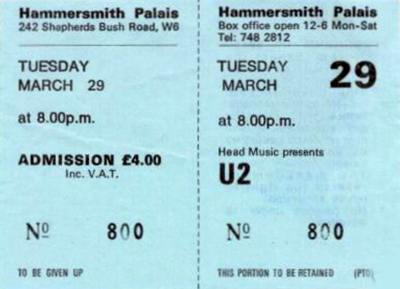 Hammersmith Palais
242 Shepherds Bush Road, W6
TUESDAY
MARCH 29
at 8.00p.m.
ADMISSION £4.00
Inc. V.A.T.
Nº 800
TO BE GIVEN UP
Hammersmith Palais
Box office open 12-6 Mon-Sat
Tel: 748 2812
TUESDAY
MARCH 29
at 8.00p.m.
Head Music presents
U2
Nº 800
THIS PORTION TO BE RETAINED (PTO)